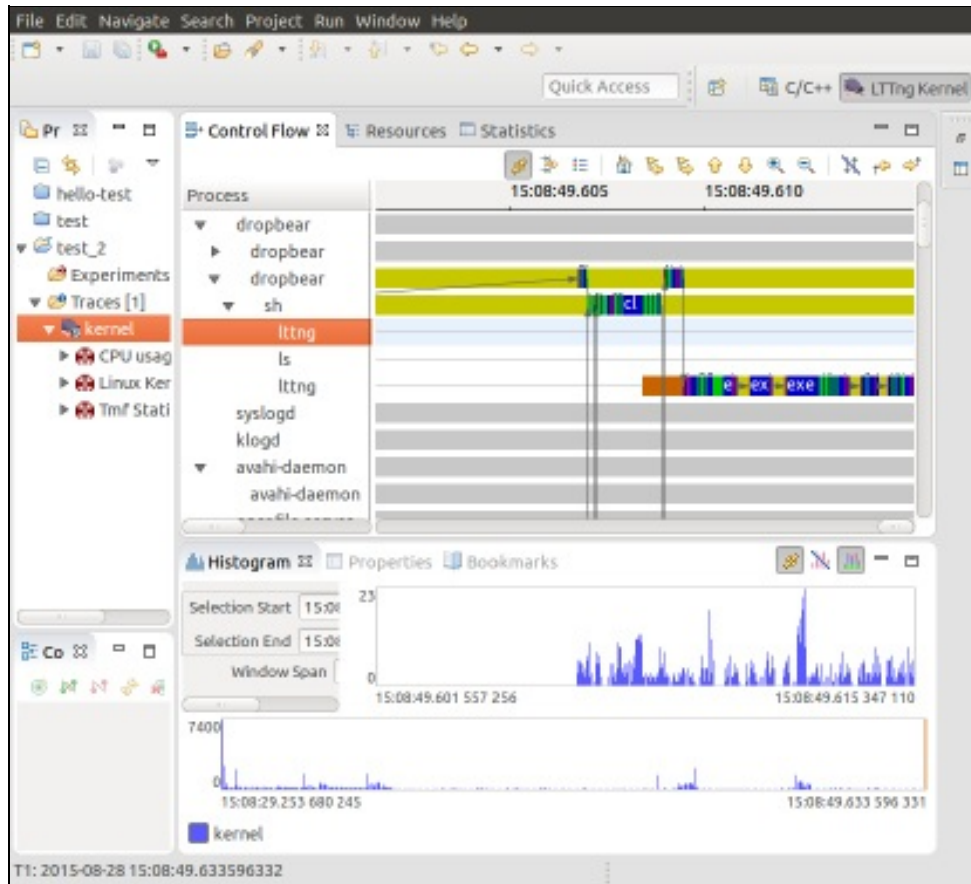 File Edit Navigate Search Project Run Window Help
Quick Access
C/C++
LTTng Kernel
Pr
Control Flow
Resources
Statistics
hello-test
test
test_2
Experiments
Traces [1]
kernel
CPU usag
Linux Ker
Tmf Stati
Process
15:08:49.605
15:08:49.610
dropbear
dropbear
dropbear
sh
cl
lttng
ls
lttng
e
ex
exe
syslogd
klogd
avahi-daemon
avahi-daemon
Histogram
Properties
Bookmarks
Selection Start 15:08
Selection End 15:08
Window Span
23
0
15:08:49.601 557 256
15:08:49.615 347 110
Co
7400
0
15:08:29.253 680 245
15:08:49.633 596 331
kernel
T1: 2015-08-28 15:08:49.633596332